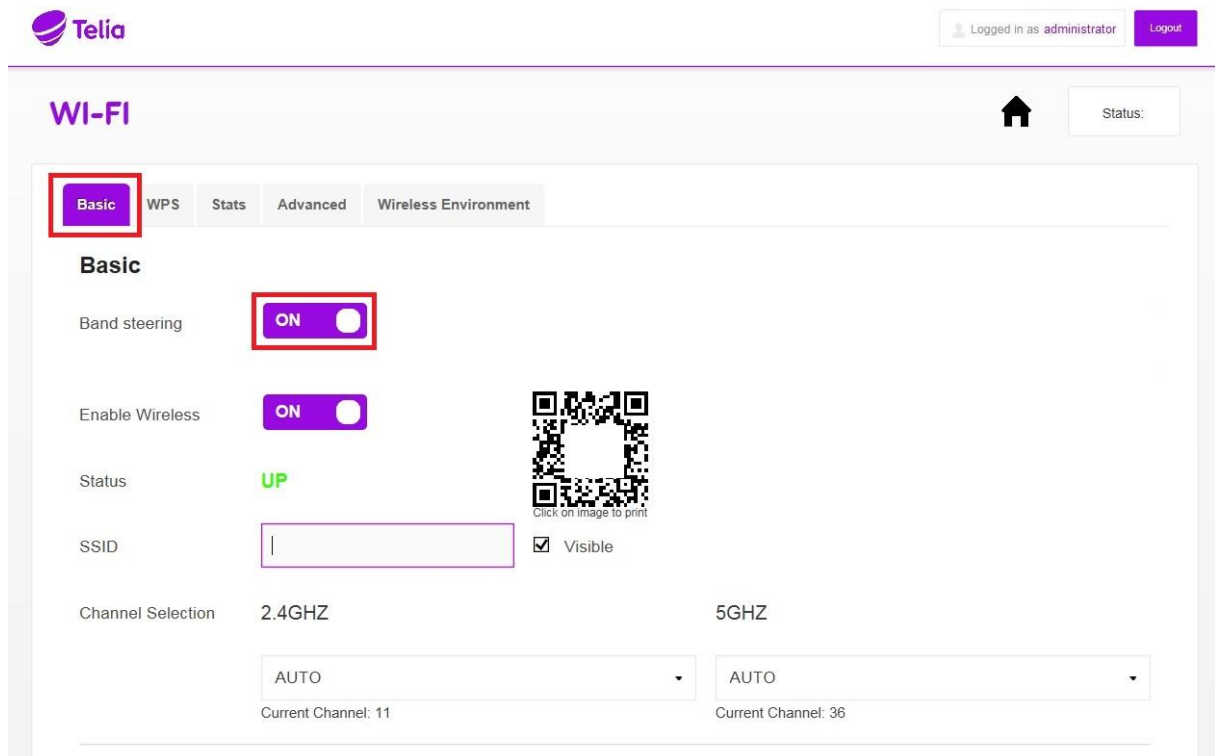 Telia
Logged in as administrator
Logout
WI-FI
Status:
Basic WPS Stats Advanced Wireless Environment
Basic
Band steering ON
Enable Wireless ON
Status UP
Click on image to print
SSID Visible
Channel Selection 2.4GHZ 5GHZ
AUTO AUTO
Current Channel: 11 Current Channel: 36